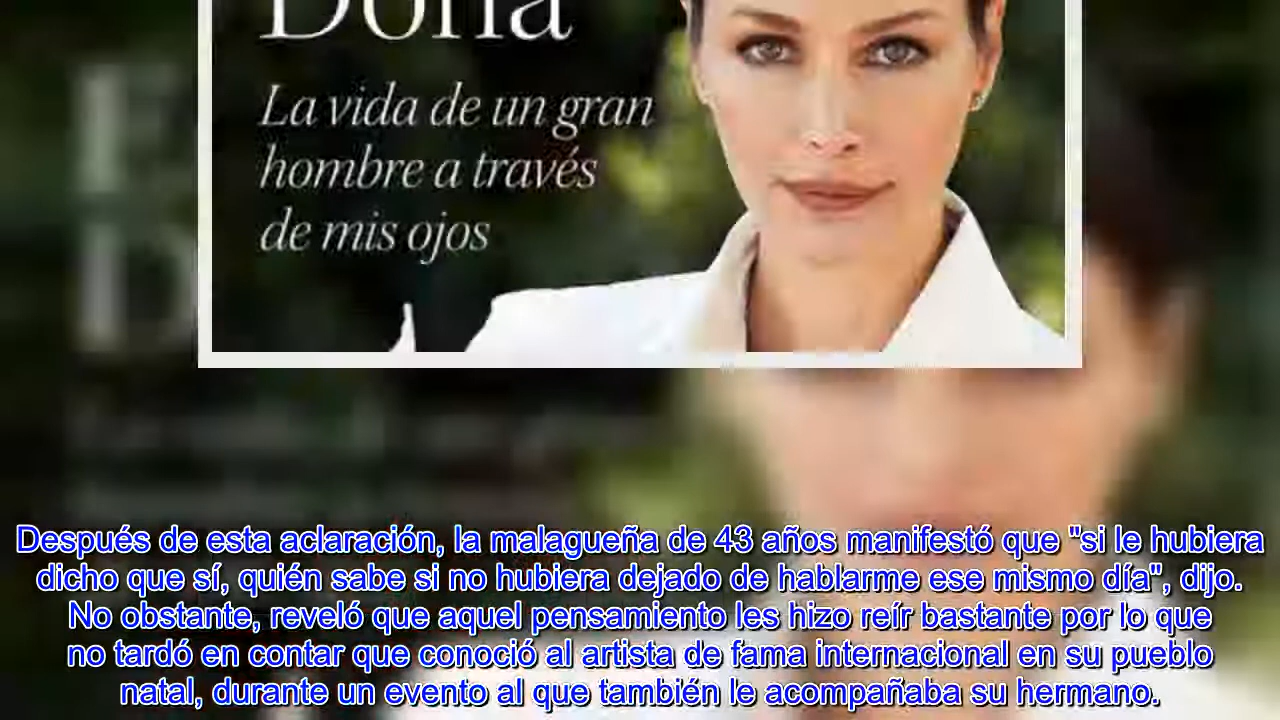 Doña
La vida de un gran
hombre a través
de mis ojos
Después de esta aclaración, la malagueña de 43 años manifestó que "si le hubiera
dicho que sí, quién sabe si no hubiera dejado de hablarme ese mismo día", dijo.
No obstante, reveló que aquel pensamiento les hizo reír bastante por lo que
no tardó en contar que conoció al artista de fama internacional en su pueblo
natal, durante un evento al que también le acompañaba su hermano.